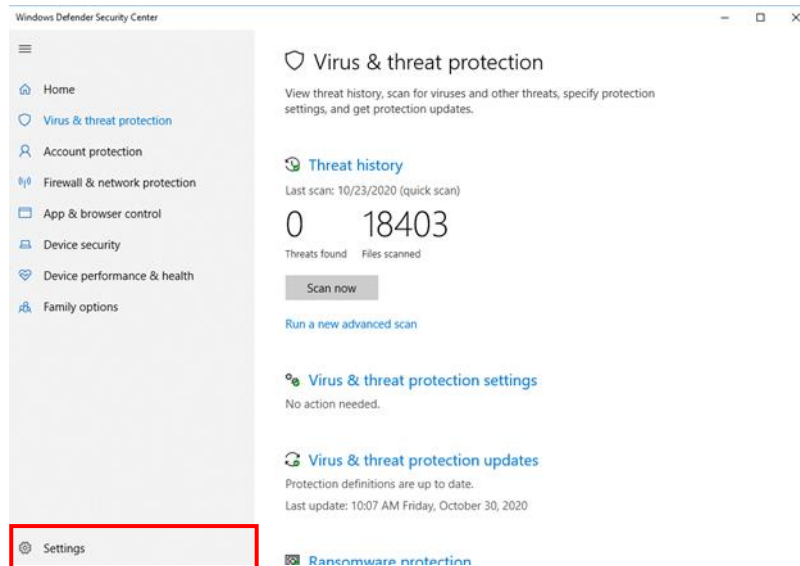 Windows Defender Security Center
Home
Virus & threat protection
Account protection
Firewall & network protection
App & browser control
Device security
Device performance & health
Family options
Settings
Virus & threat protection
View threat history, scan for viruses and other threats, specify protection
settings, and get protection updates.
Threat history
Last scan: 10/23/2020 (quick scan)
0 18403
Threats found Files scanned
Scan now
Run a new advanced scan
Virus & threat protection settings
No action needed.
Virus & threat protection updates
Protection definitions are up to date.
Last update: 10:07 AM Friday, October 30, 2020
Ransomware protection